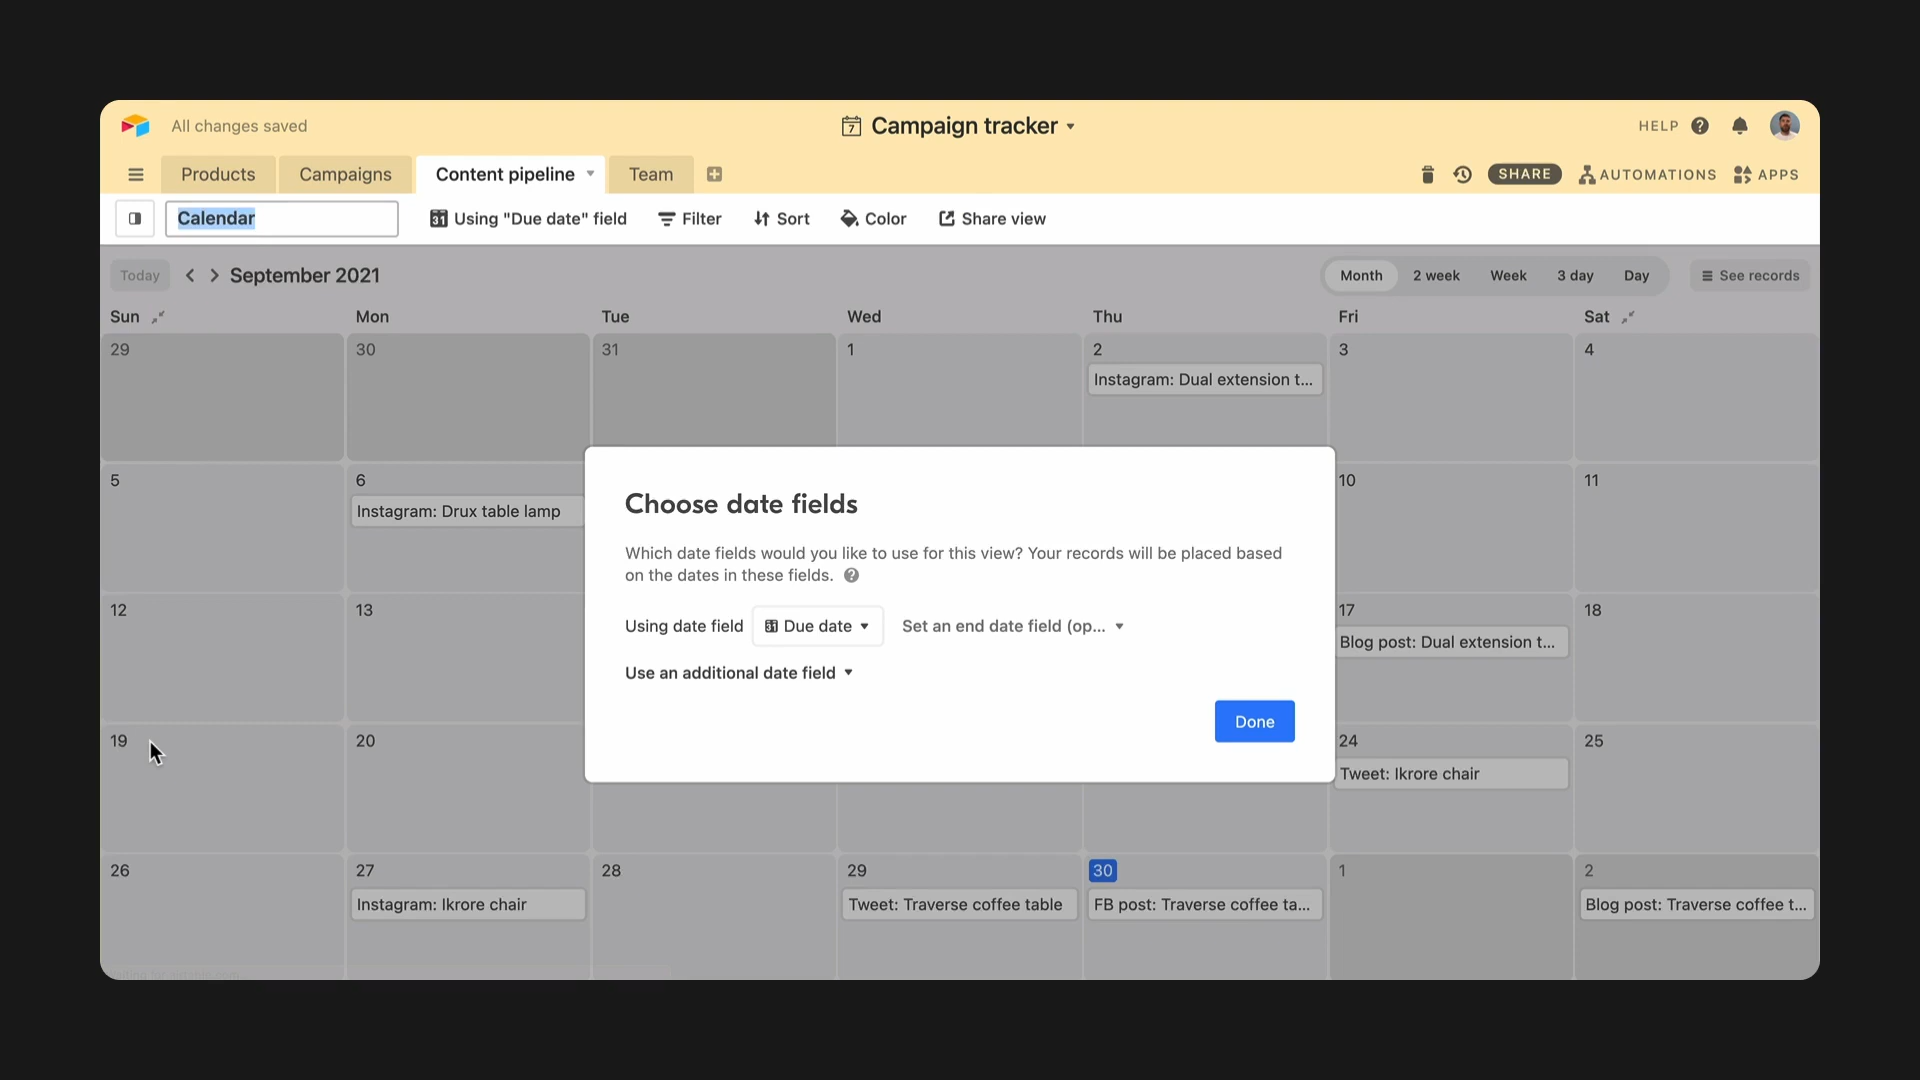 All changes saved
7
Campaign tracker
HELP
Products
Campaigns
Content pipeline
Team
SHARE
AUTOMATIONS
APPS
Calendar
31 Using "Due date" field
Filter
Sort
Color
Share view
Today
September 2021
Month
2 week
Week
3 day
Day
See records
Sun
Mon
Tue
Wed
Thu
Fri
Sat
29
30
31
1
2
3
4
Instagram: Dual extension t...
5
6
10
11
Instagram: Drux table lamp
Choose date fields
Which date fields would you like to use for this view? Your records will be placed based
on the dates in these fields.
Using date field
31 Due date
Set an end date field (op...
Use an additional date field
Done
12
13
17
18
Blog post: Dual extension t...
19
20
24
25
Tweet: Ikrore chair
26
27
28
29
30
1
2
Instagram: Ikrore chair
Tweet: Traverse coffee table
FB post: Traverse coffee ta...
Blog post: Traverse coffee t...